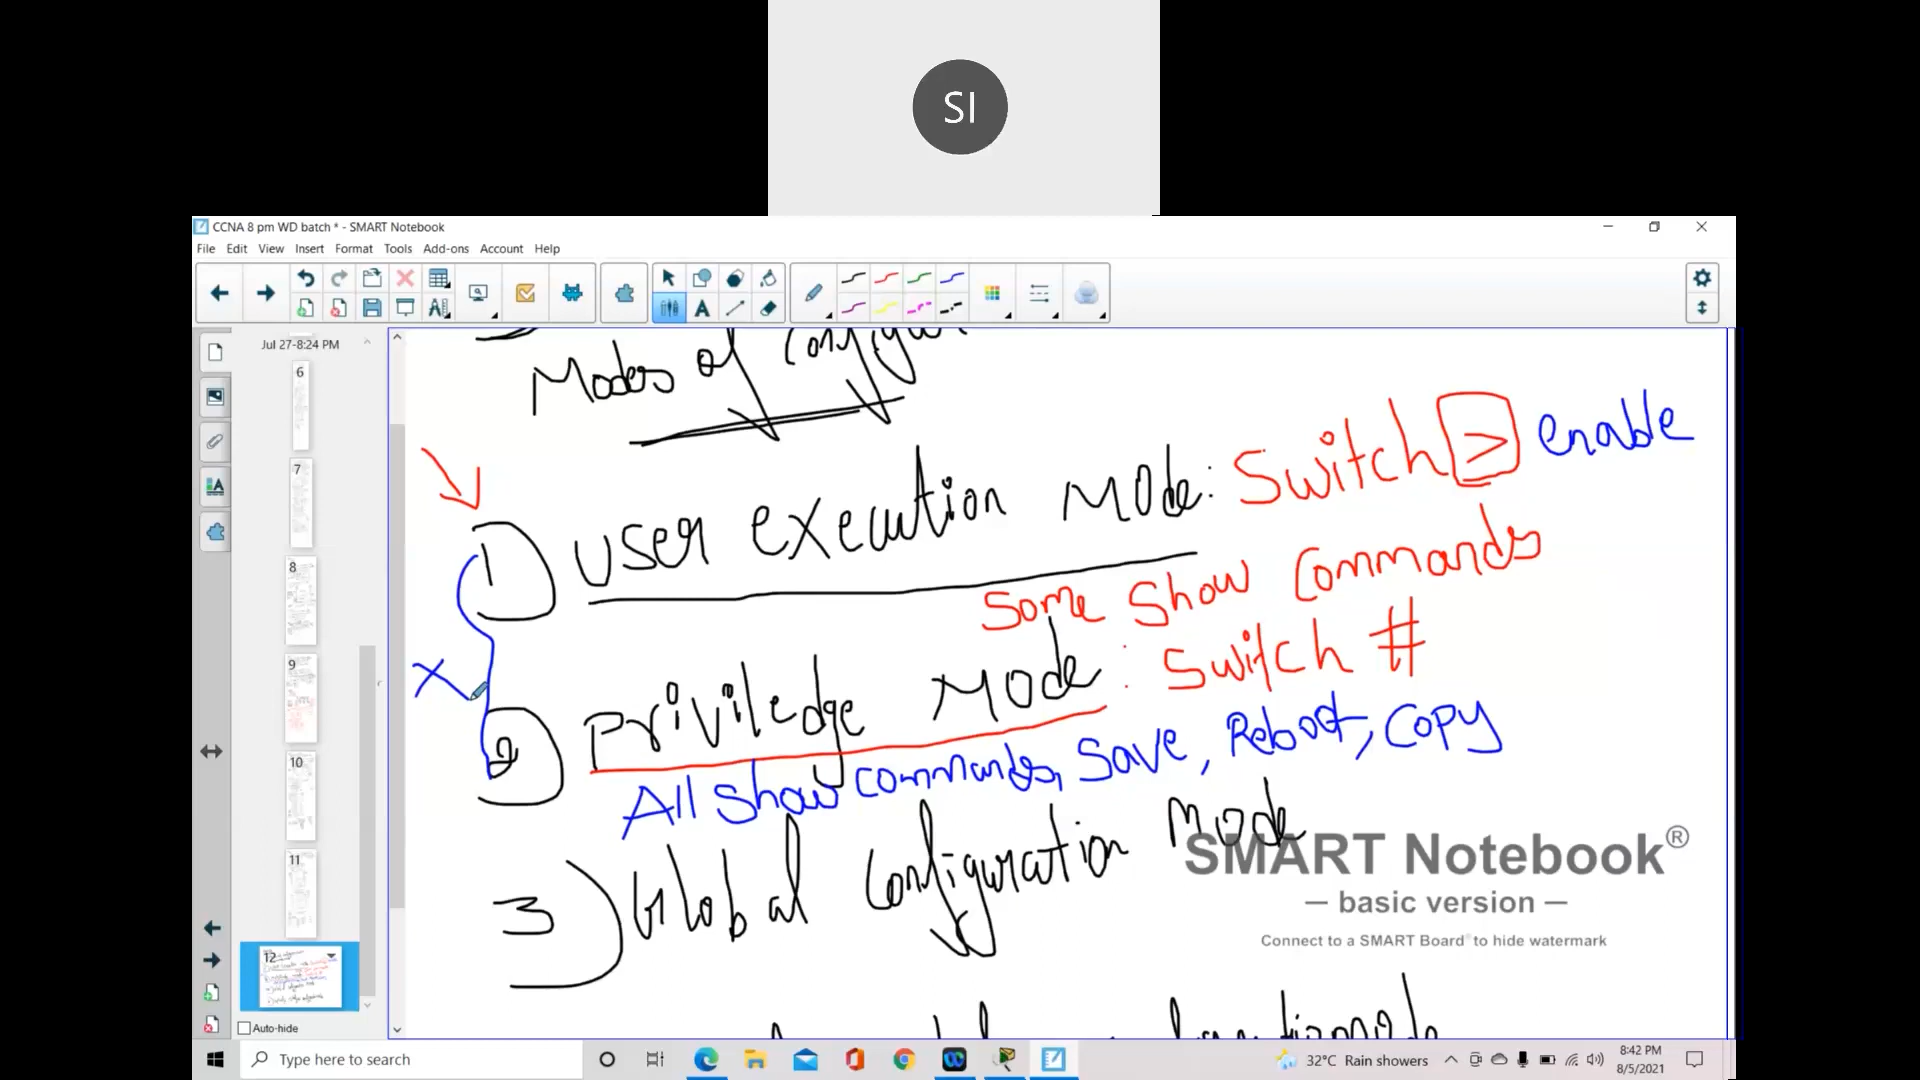 SI
CCNA 8 pm WD batch * - SMART Notebook
File Edit View Insert Format Tools Add-ons Account Help
Jul 27-8:24 PM
6
7
8
9
10
11
12
Auto-hide
Modes of
1) User execution Mode: Switch > enable
Some Show Commands
2) Priviledge Mode: Switch #
All Show commands, Save, Reboot, Copy
3) Global Configuration Mode
SMART Notebook®
— basic version —
Connect to a SMART Board® to hide watermark
Type here to search
32°C Rain showers
8:42 PM
8/5/2021